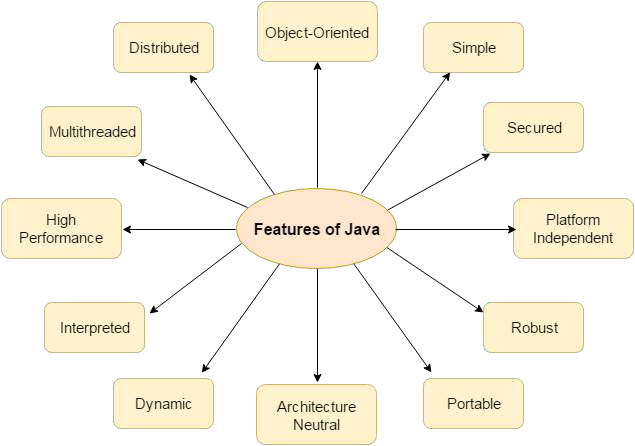 Object-Oriented
Distributed
Simple
Multithreaded
Secured
High
Performance
Features of Java
Platform
Independent
Interpreted
Robust
Dynamic
Architecture
Neutral
Portable